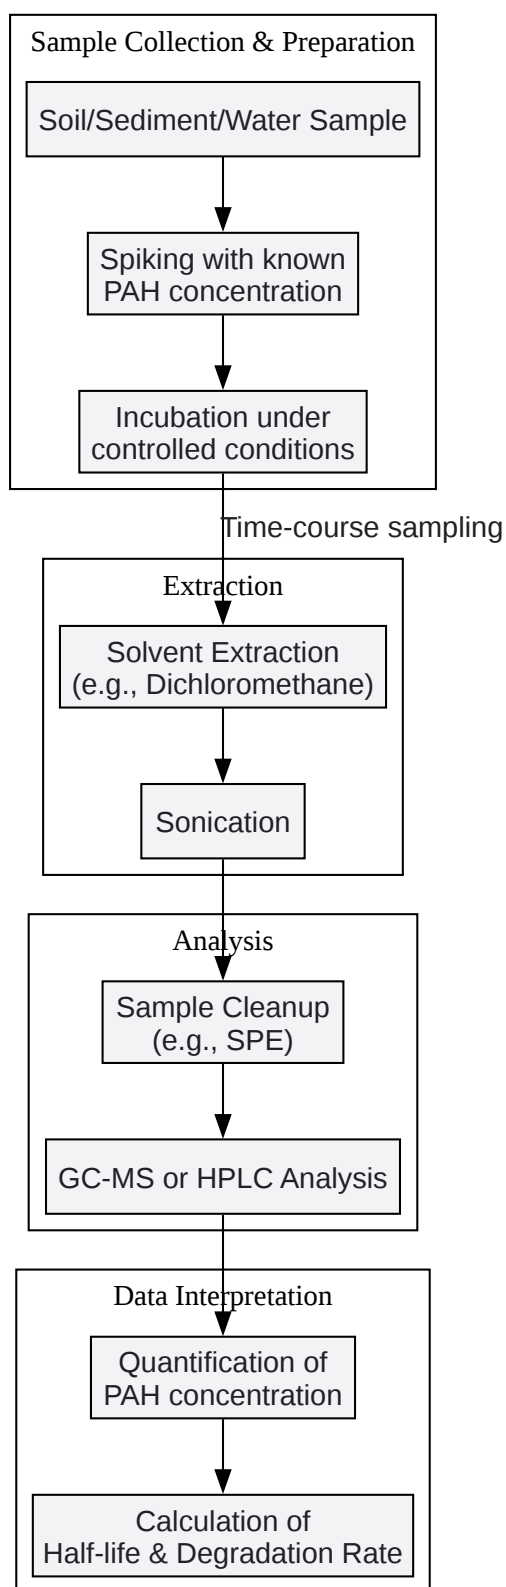 Sample Collection & Preparation
Soil/Sediment/Water Sample
Spiking with known
PAH concentration
Incubation under
controlled conditions
Time-course sampling
Extraction
Solvent Extraction
(e.g., Dichloromethane)
Sonication
Analysis
Sample Cleanup
(e.g., SPE)
GC-MS or HPLC Analysis
Data Interpretation
Quantification of
PAH concentration
Calculation of
Half-life & Degradation Rate